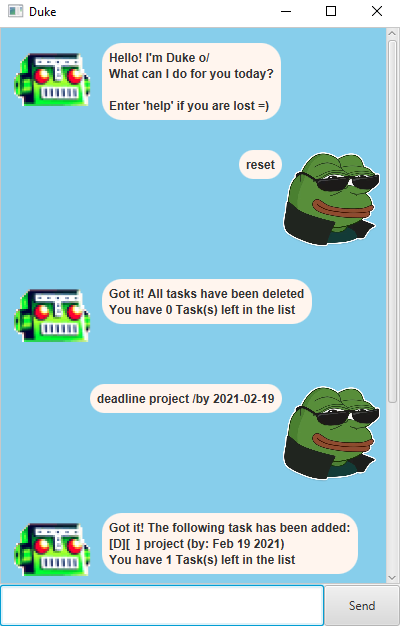 Duke
Hello! I'm Duke o/
What can I do for you today?
Enter 'help' if you are lost =)
reset
Got it! All tasks have been deleted
You have 0 Task(s) left in the list
deadline project /by 2021-02-19
Got it! The following task has been added:
[D][  ] project (by: Feb 19 2021)
You have 1 Task(s) left in the list
Send